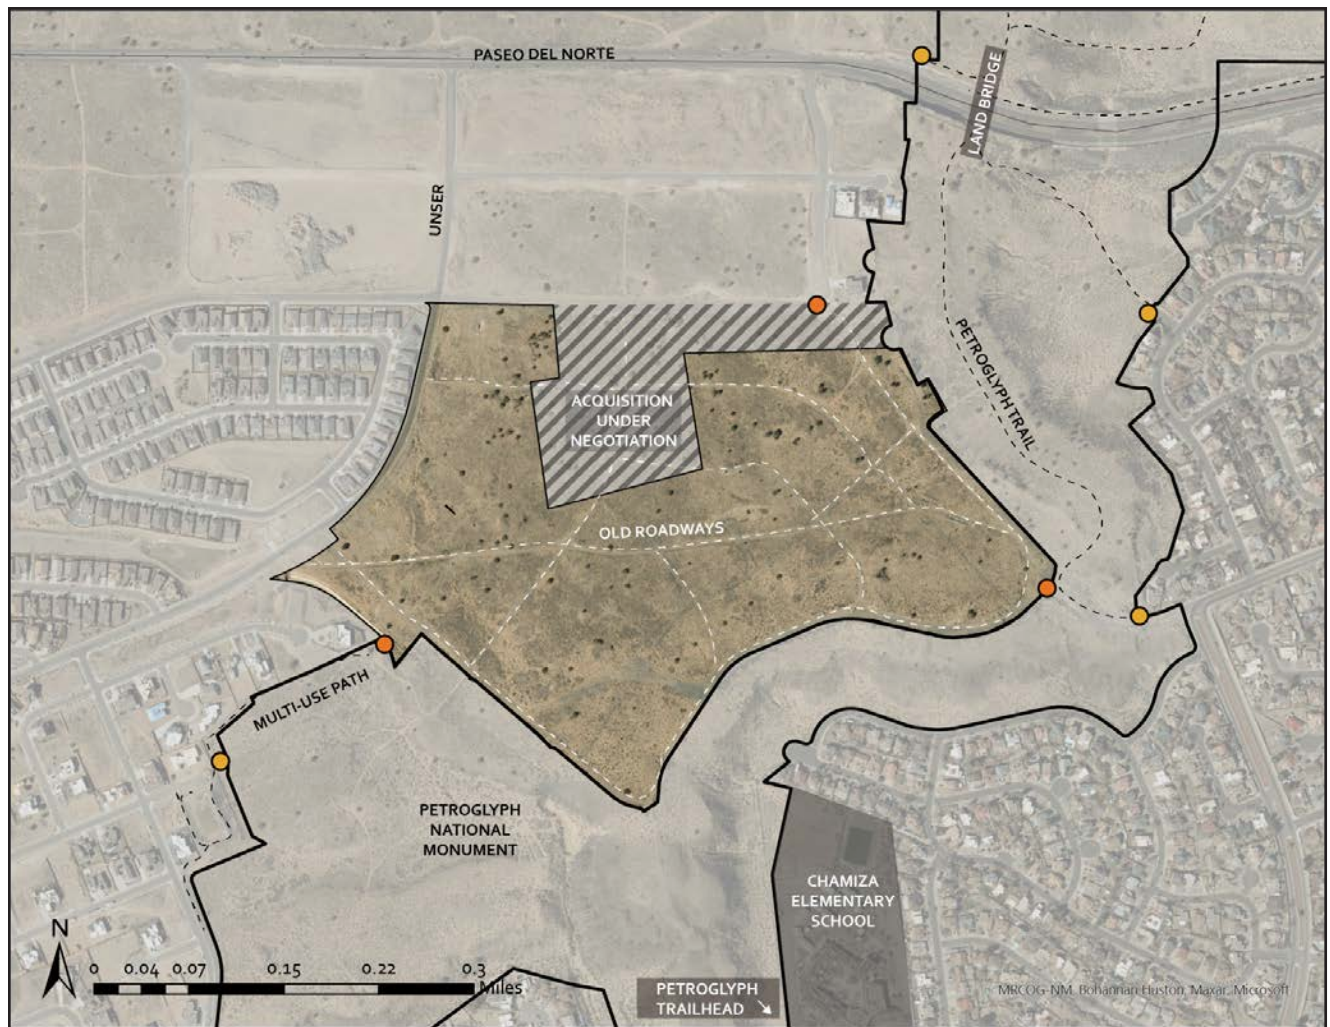 PASEO DEL NORTE
LAND BRIDGE
UNSER
PETROGLYPH TRAIL
ACQUISITION
UNDER
NEGOTIATION
OLD ROADWAYS
MULTI-USE PATH
PETROGLYPH
NATIONAL
MONUMENT
CHAMIZA
ELEMENTARY
SCHOOL
N
0 0.04 0.07 0.15 0.22 0.3
Miles
PETROGLYPH
TRAILHEAD
MRCOG-NM, Bohannan Huston, Maxar, Microsoft